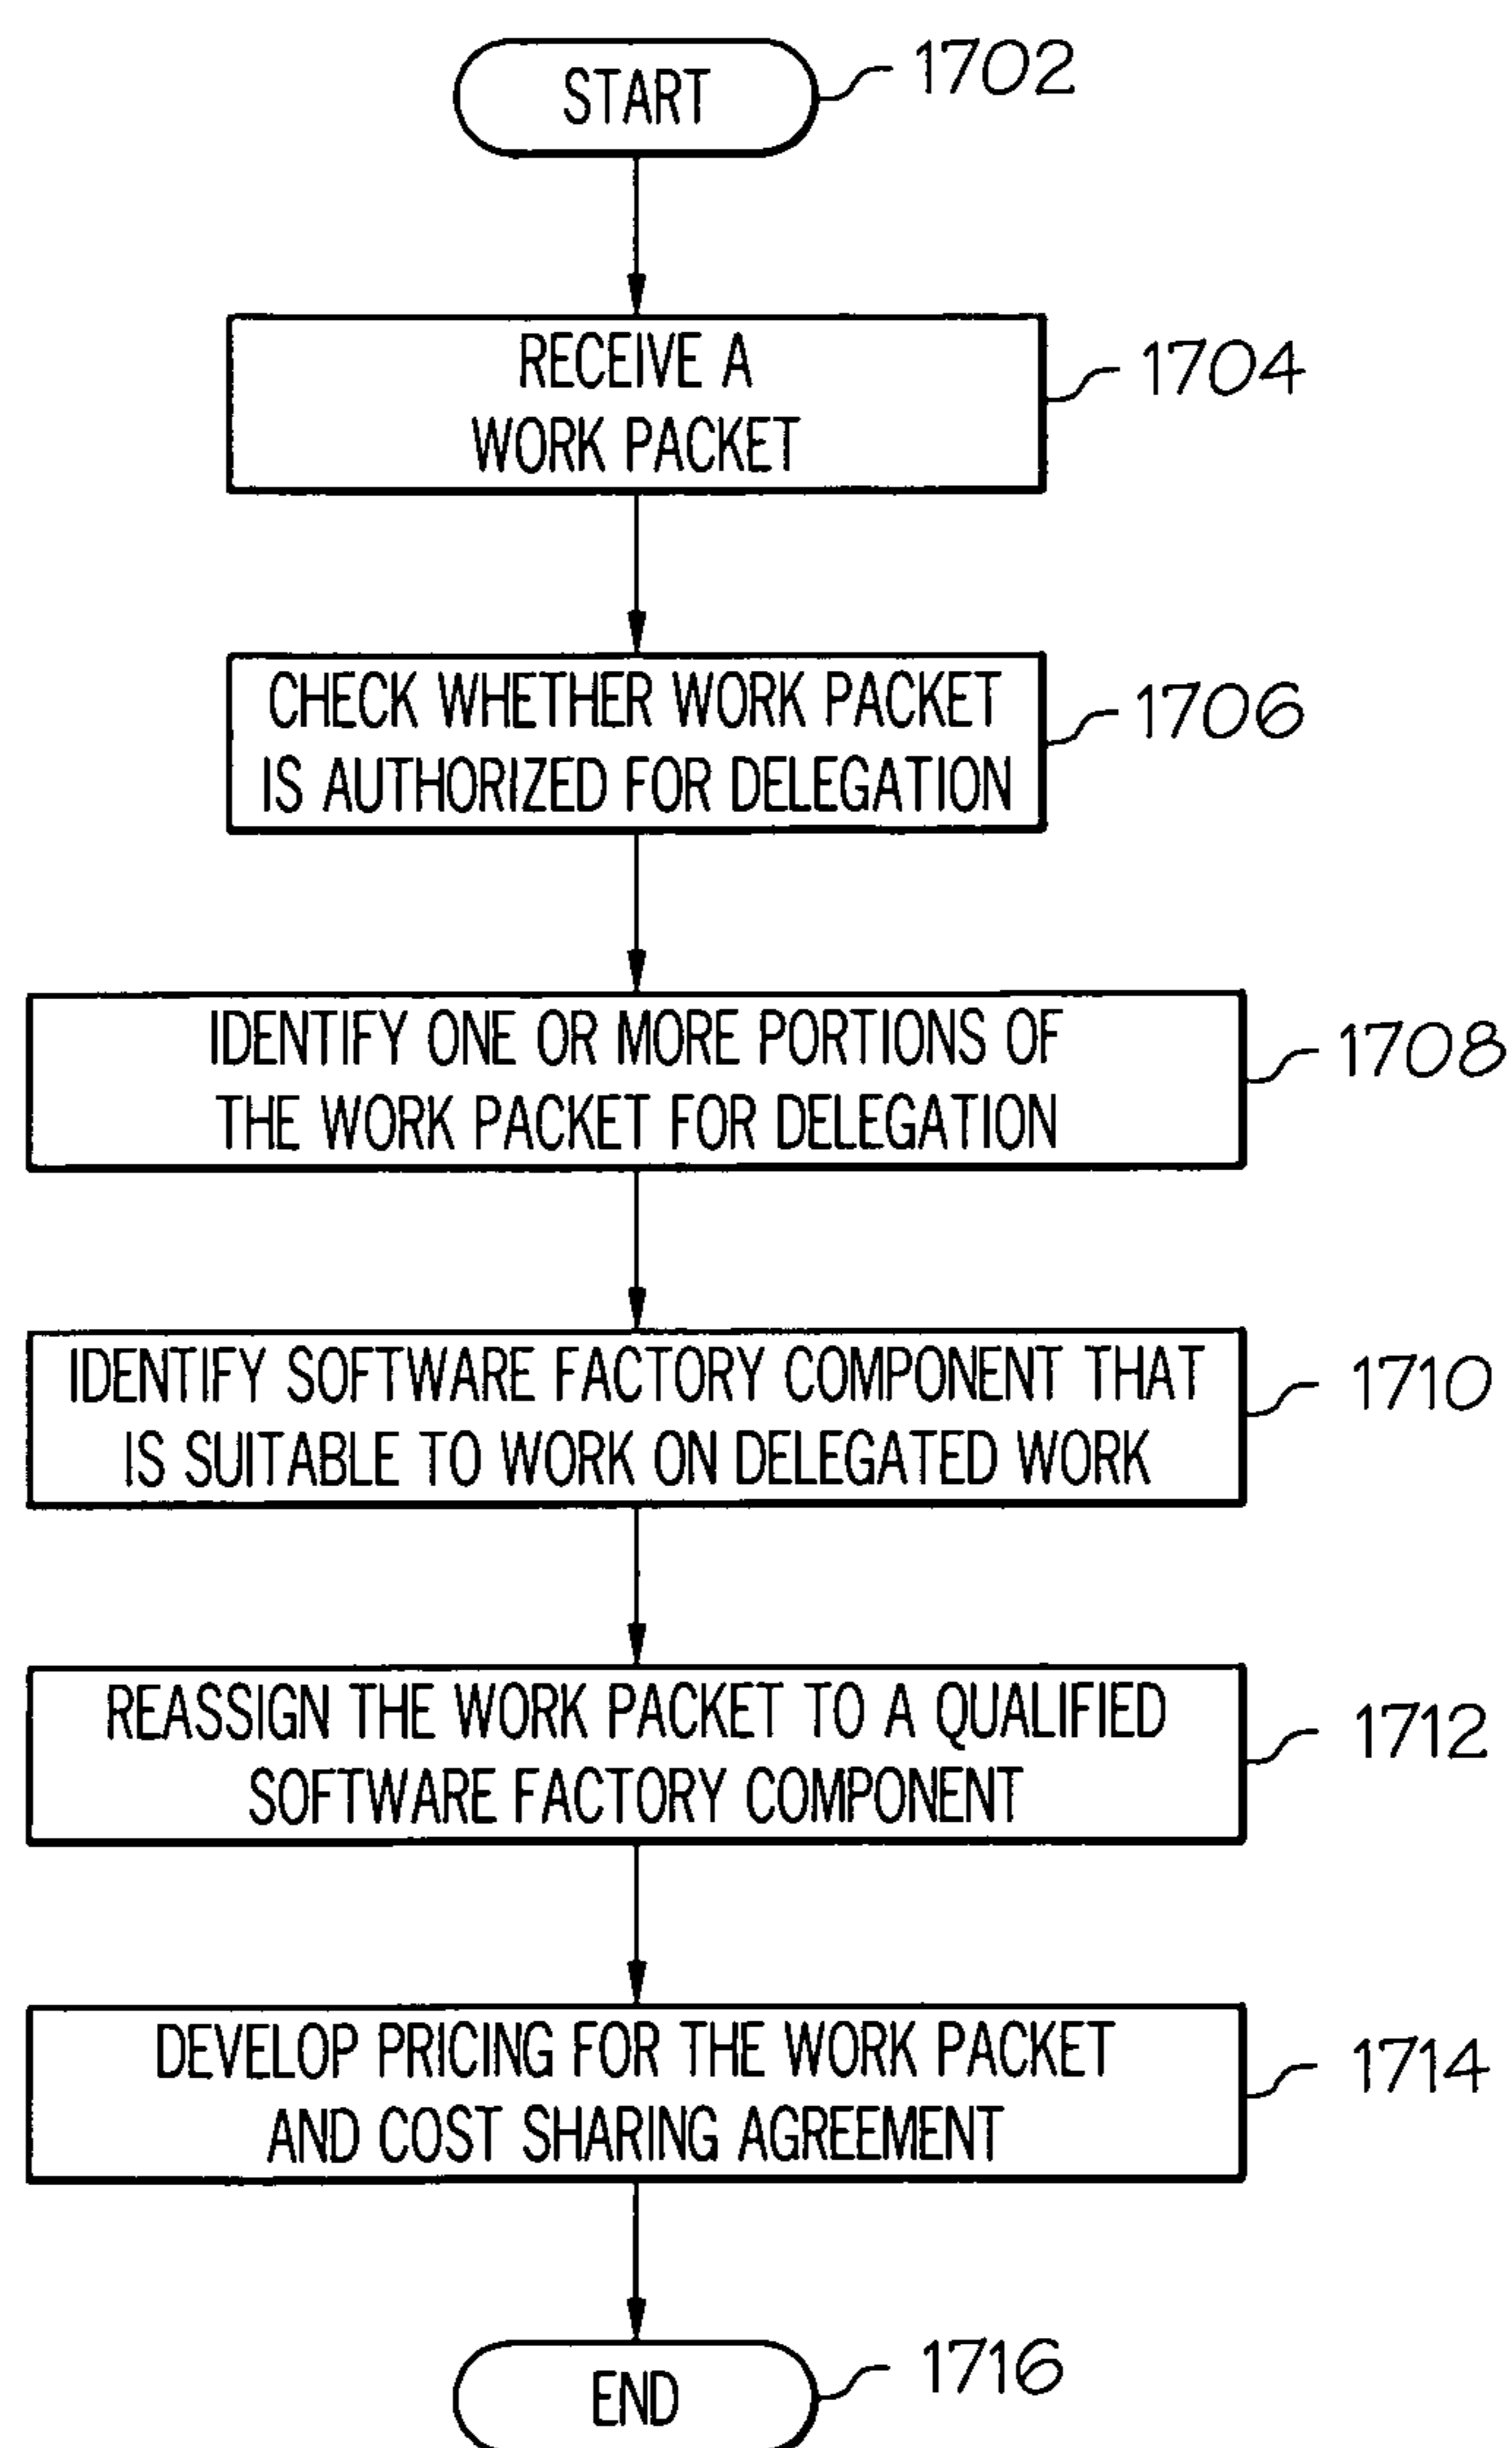 START
1702
RECEIVE A
WORK PACKET
1704
CHECK WHETHER WORK PACKET
IS AUTHORIZED FOR DELEGATION
1706
IDENTIFY ONE OR MORE PORTIONS OF
THE WORK PACKET FOR DELEGATION
1708
IDENTIFY SOFTWARE FACTORY COMPONENT THAT
IS SUITABLE TO WORK ON DELEGATED WORK
1710
REASSIGN THE WORK PACKET TO A QUALIFIED
SOFTWARE FACTORY COMPONENT
1712
DEVELOP PRICING FOR THE WORK PACKET
AND COST SHARING AGREEMENT
1714
END
1716